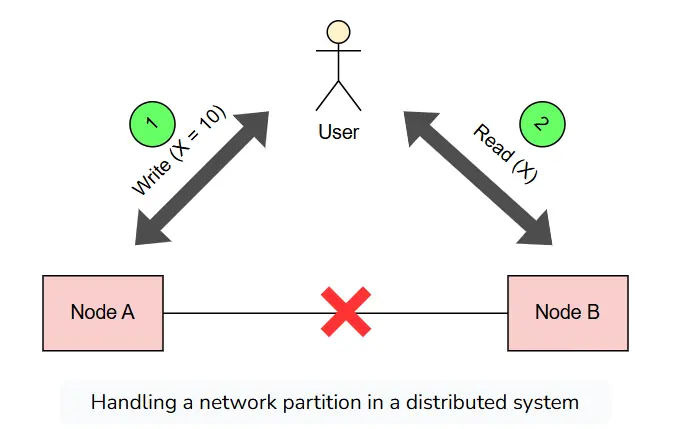 User
1
Write (X = 10)
2
Read (X)
Node A
Node B
Handling a network partition in a distributed system